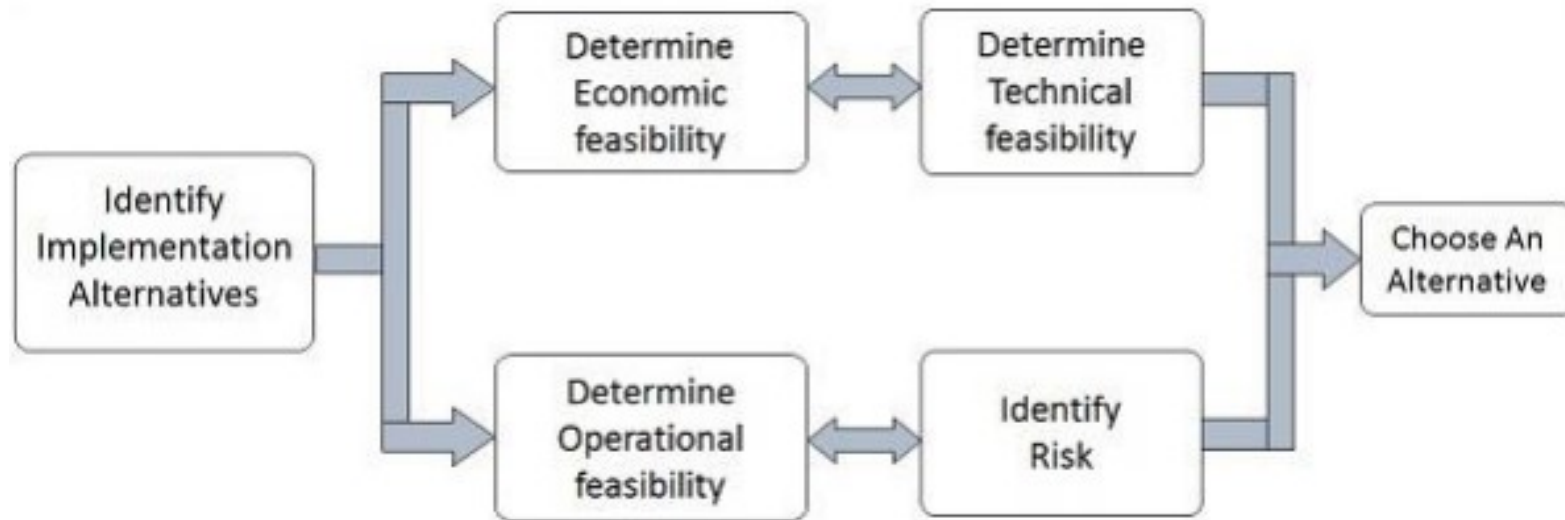 Identify
Implementation
Alternatives
Determine
Economic
feasibility
Determine
Technical
feasibility
Determine
Operational
feasibility
Identify
Risk
Choose An
Alternative